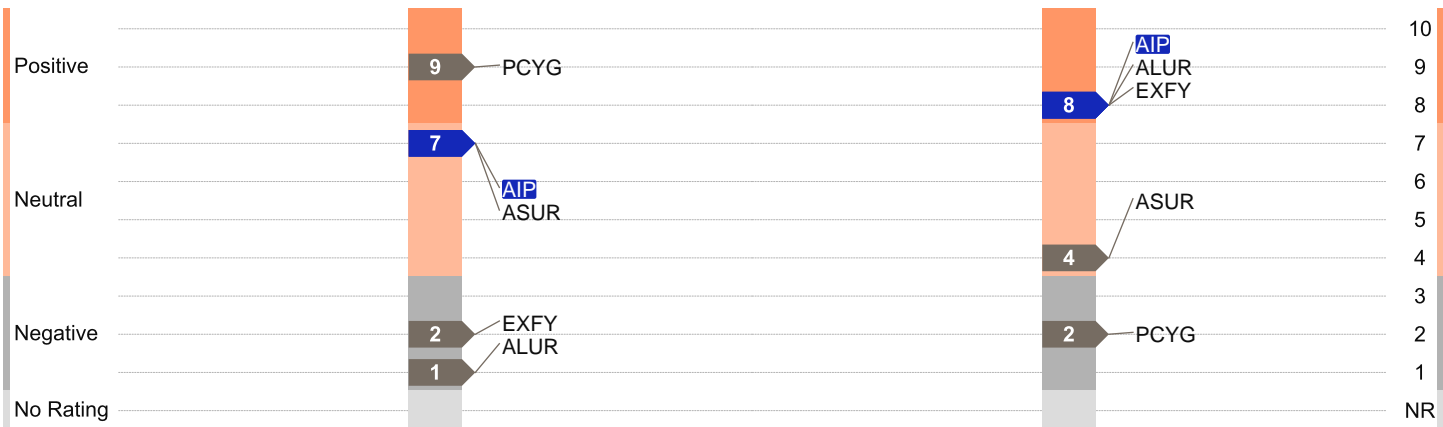 10
AIP
Positive 9 PCYG ALUR 9
EXFY
8 8
7 7
AIP 6
Neutral ASUR
ASUR 5
4 4
3
EXFY
Negative 2 2 PCYG 2
ALUR
1 1
No Rating NR